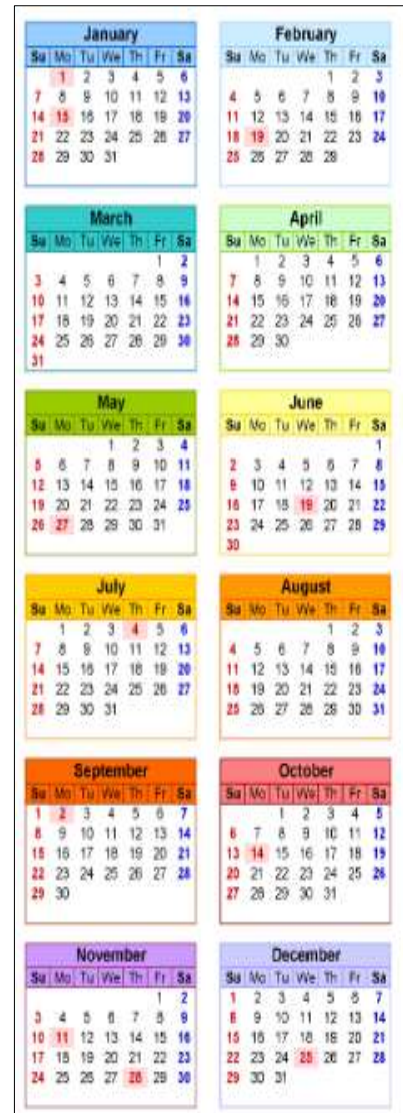 January
Su Mo Tu We Th Fr Sa
1 2 3 4 5 6
7 8 9 10 11 12 13
14 15 16 17 18 19 20
21 22 23 24 25 26 27
28 29 30 31
February
Su Mo Tu We Th Fr Sa
1 2 3
4 5 6 7 8 9 10
11 12 13 14 15 16 17
18 19 20 21 22 23 24
25 26 27 28 29
March
Su Mo Tu We Th Fr Sa
1 2
3 4 5 6 7 8 9
10 11 12 13 14 15 16
17 18 19 20 21 22 23
24 25 26 27 28 29 30
31
April
Su Mo Tu We Th Fr Sa
1 2 3 4 5 6
7 8 9 10 11 12 13
14 15 16 17 18 19 20
21 22 23 24 25 26 27
28 29 30
May
Su Mo Tu We Th Fr Sa
1 2 3 4
5 6 7 8 9 10 11
12 13 14 15 16 17 18
19 20 21 22 23 24 25
26 27 28 29 30 31
June
Su Mo Tu We Th Fr Sa
1
2 3 4 5 6 7 8
9 10 11 12 13 14 15
16 17 18 19 20 21 22
23 24 25 26 27 28 29
30
July
Su Mo Tu We Th Fr Sa
1 2 3 4 5 6
7 8 9 10 11 12 13
14 15 16 17 18 19 20
21 22 23 24 25 26 27
28 29 30 31
August
Su Mo Tu We Th Fr Sa
1 2 3
4 5 6 7 8 9 10
11 12 13 14 15 16 17
18 19 20 21 22 23 24
25 26 27 28 29 30 31
September
Su Mo Tu We Th Fr Sa
1 2 3 4 5 6 7
8 9 10 11 12 13 14
15 16 17 18 19 20 21
22 23 24 25 26 27 28
29 30
October
Su Mo Tu We Th Fr Sa
1 2 3 4 5
6 7 8 9 10 11 12
13 14 15 16 17 18 19
20 21 22 23 24 25 26
27 28 29 30 31
November
Su Mo Tu We Th Fr Sa
1 2
3 4 5 6 7 8 9
10 11 12 13 14 15 16
17 18 19 20 21 22 23
24 25 26 27 28 29 30
December
Su Mo Tu We Th Fr Sa
1 2 3 4 5 6 7
8 9 10 11 12 13 14
15 16 17 18 19 20 21
22 23 24 25 26 27 28
29 30 31